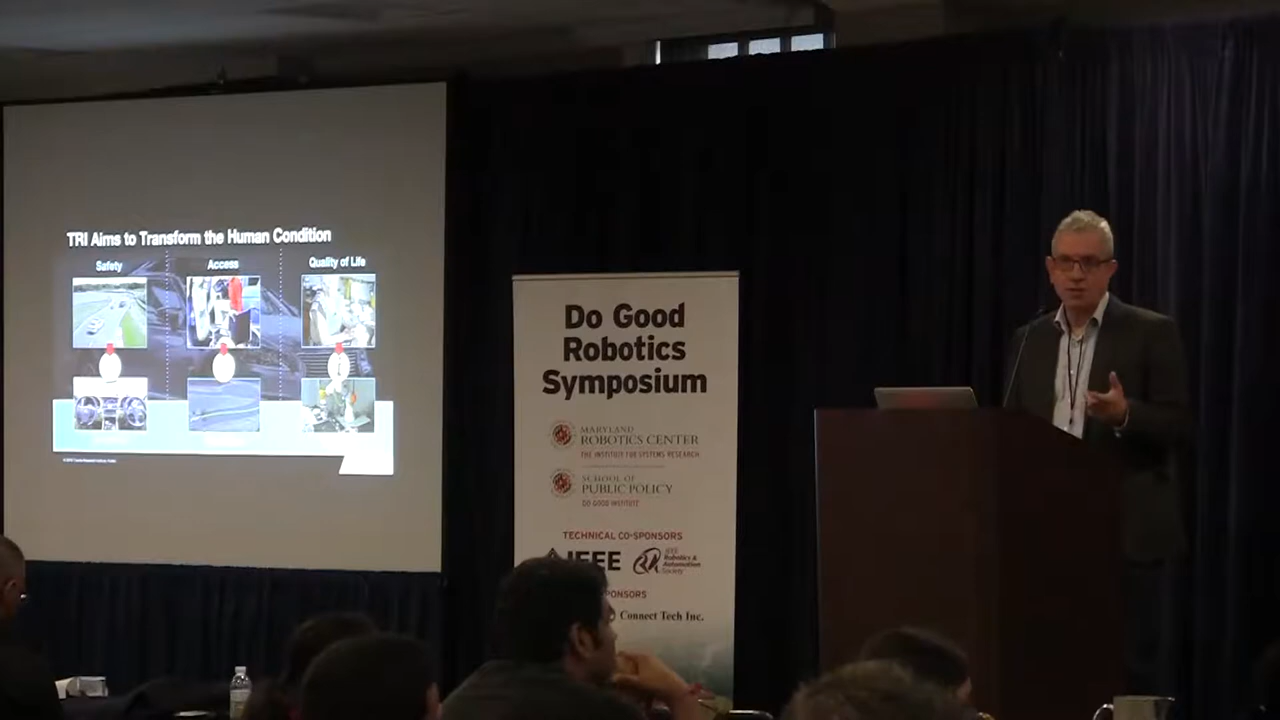 TRI Aims to Transform the Human Condition
Safety
Access
Quality of Life
Do Good
Robotics
Symposium
MARYLAND
ROBOTICS CENTER
THE INSTITUTE FOR SYSTEMS RESEARCH
SCHOOL OF
PUBLIC POLICY
DO GOOD INSTITUTE
TECHNICAL CO-SPONSORS
IEEE
IEEE
Robotics &
Automation
Society
PONSORS
Connect Tech Inc.